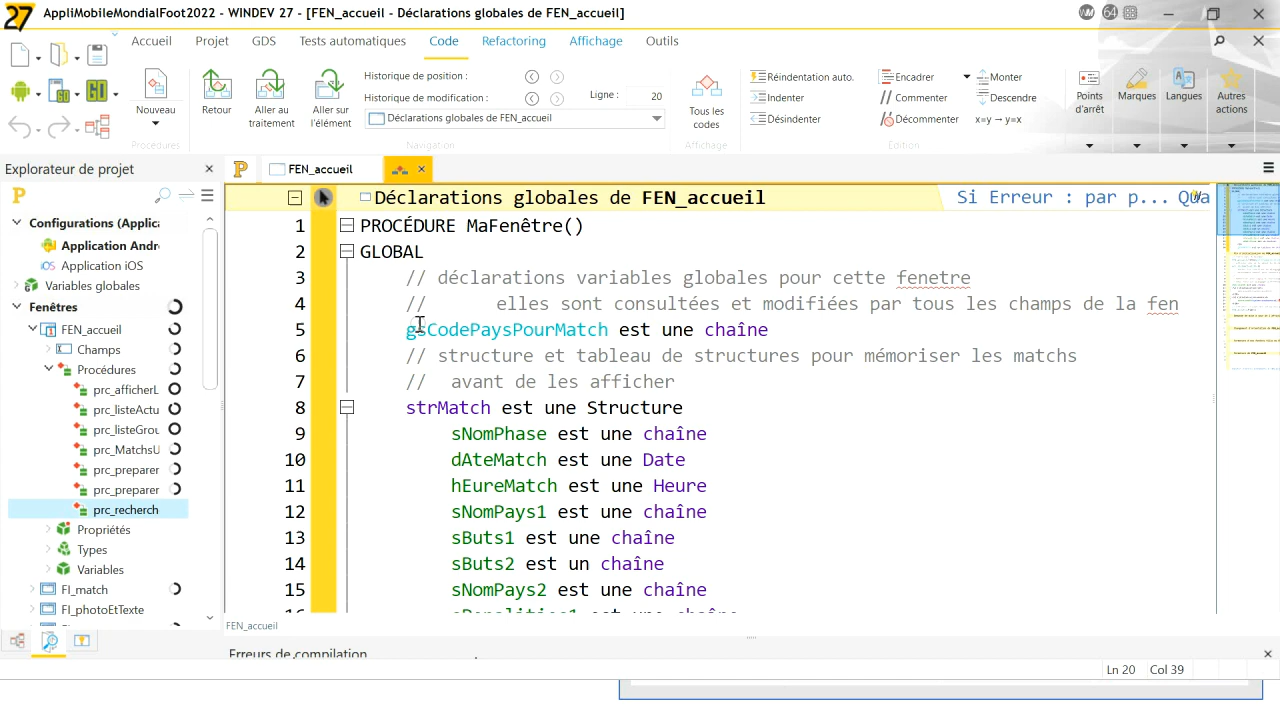 27 AppliMobileMondialFoot2022 - WINDEV 27 - [FEN_accueil - Déclarations globales de FEN_accueil]
WM 64
Accueil Projet GDS Tests automatiques Code Refactoring Affichage Outils
Nouveau
Procédures
Retour
Aller au traitement
Aller sur l'élément
Historique de position :
Historique de modification :
Ligne : 20
Déclarations globales de FEN_accueil
Navigation
Tous les codes
Affichage
Réindentation auto.
Indenter
Désindenter
Encadrer
// Commenter
Décommenter
Monter
Descendre
x=y → y=x
Edition
Points d'arrêt
Marques
Langues
Autres actions
GO
Explorateur de projet
Configurations (Applica
Application Andr
iOS Application iOS
Variables globales
Fenêtres
FEN_accueil
Champs
Procédures
prc_afficherL
prc_listeActu
prc_listeGrou
prc_MatchsU
prc_preparer
prc_preparer
prc_recherch
Propriétés
Types
Variables
FI_match
FI_photoEtTexte
FEN_accueil
Déclarations globales de FEN_accueil Si Erreur : par p... Qua
1 PROCÉDURE MaFenêtre()
2 GLOBAL
3 // déclarations variables globales pour cette fenetre
4 // elles sont consultées et modifiées par tous les champs de la fen
5 gsCodePaysPourMatch est une chaîne
6 // structure et tableau de structures pour mémoriser les matchs
7 // avant de les afficher
8 strMatch est une Structure
9 sNomPhase est une chaîne
10 dAteMatch est une Date
11 hEureMatch est une Heure
12 sNomPays1 est une chaîne
13 sButs1 est une chaîne
14 sButs2 est un chaîne
15 sNomPays2 est une chaîne
FEN_accueil
Erreurs de compilation
Ln 20 Col 39